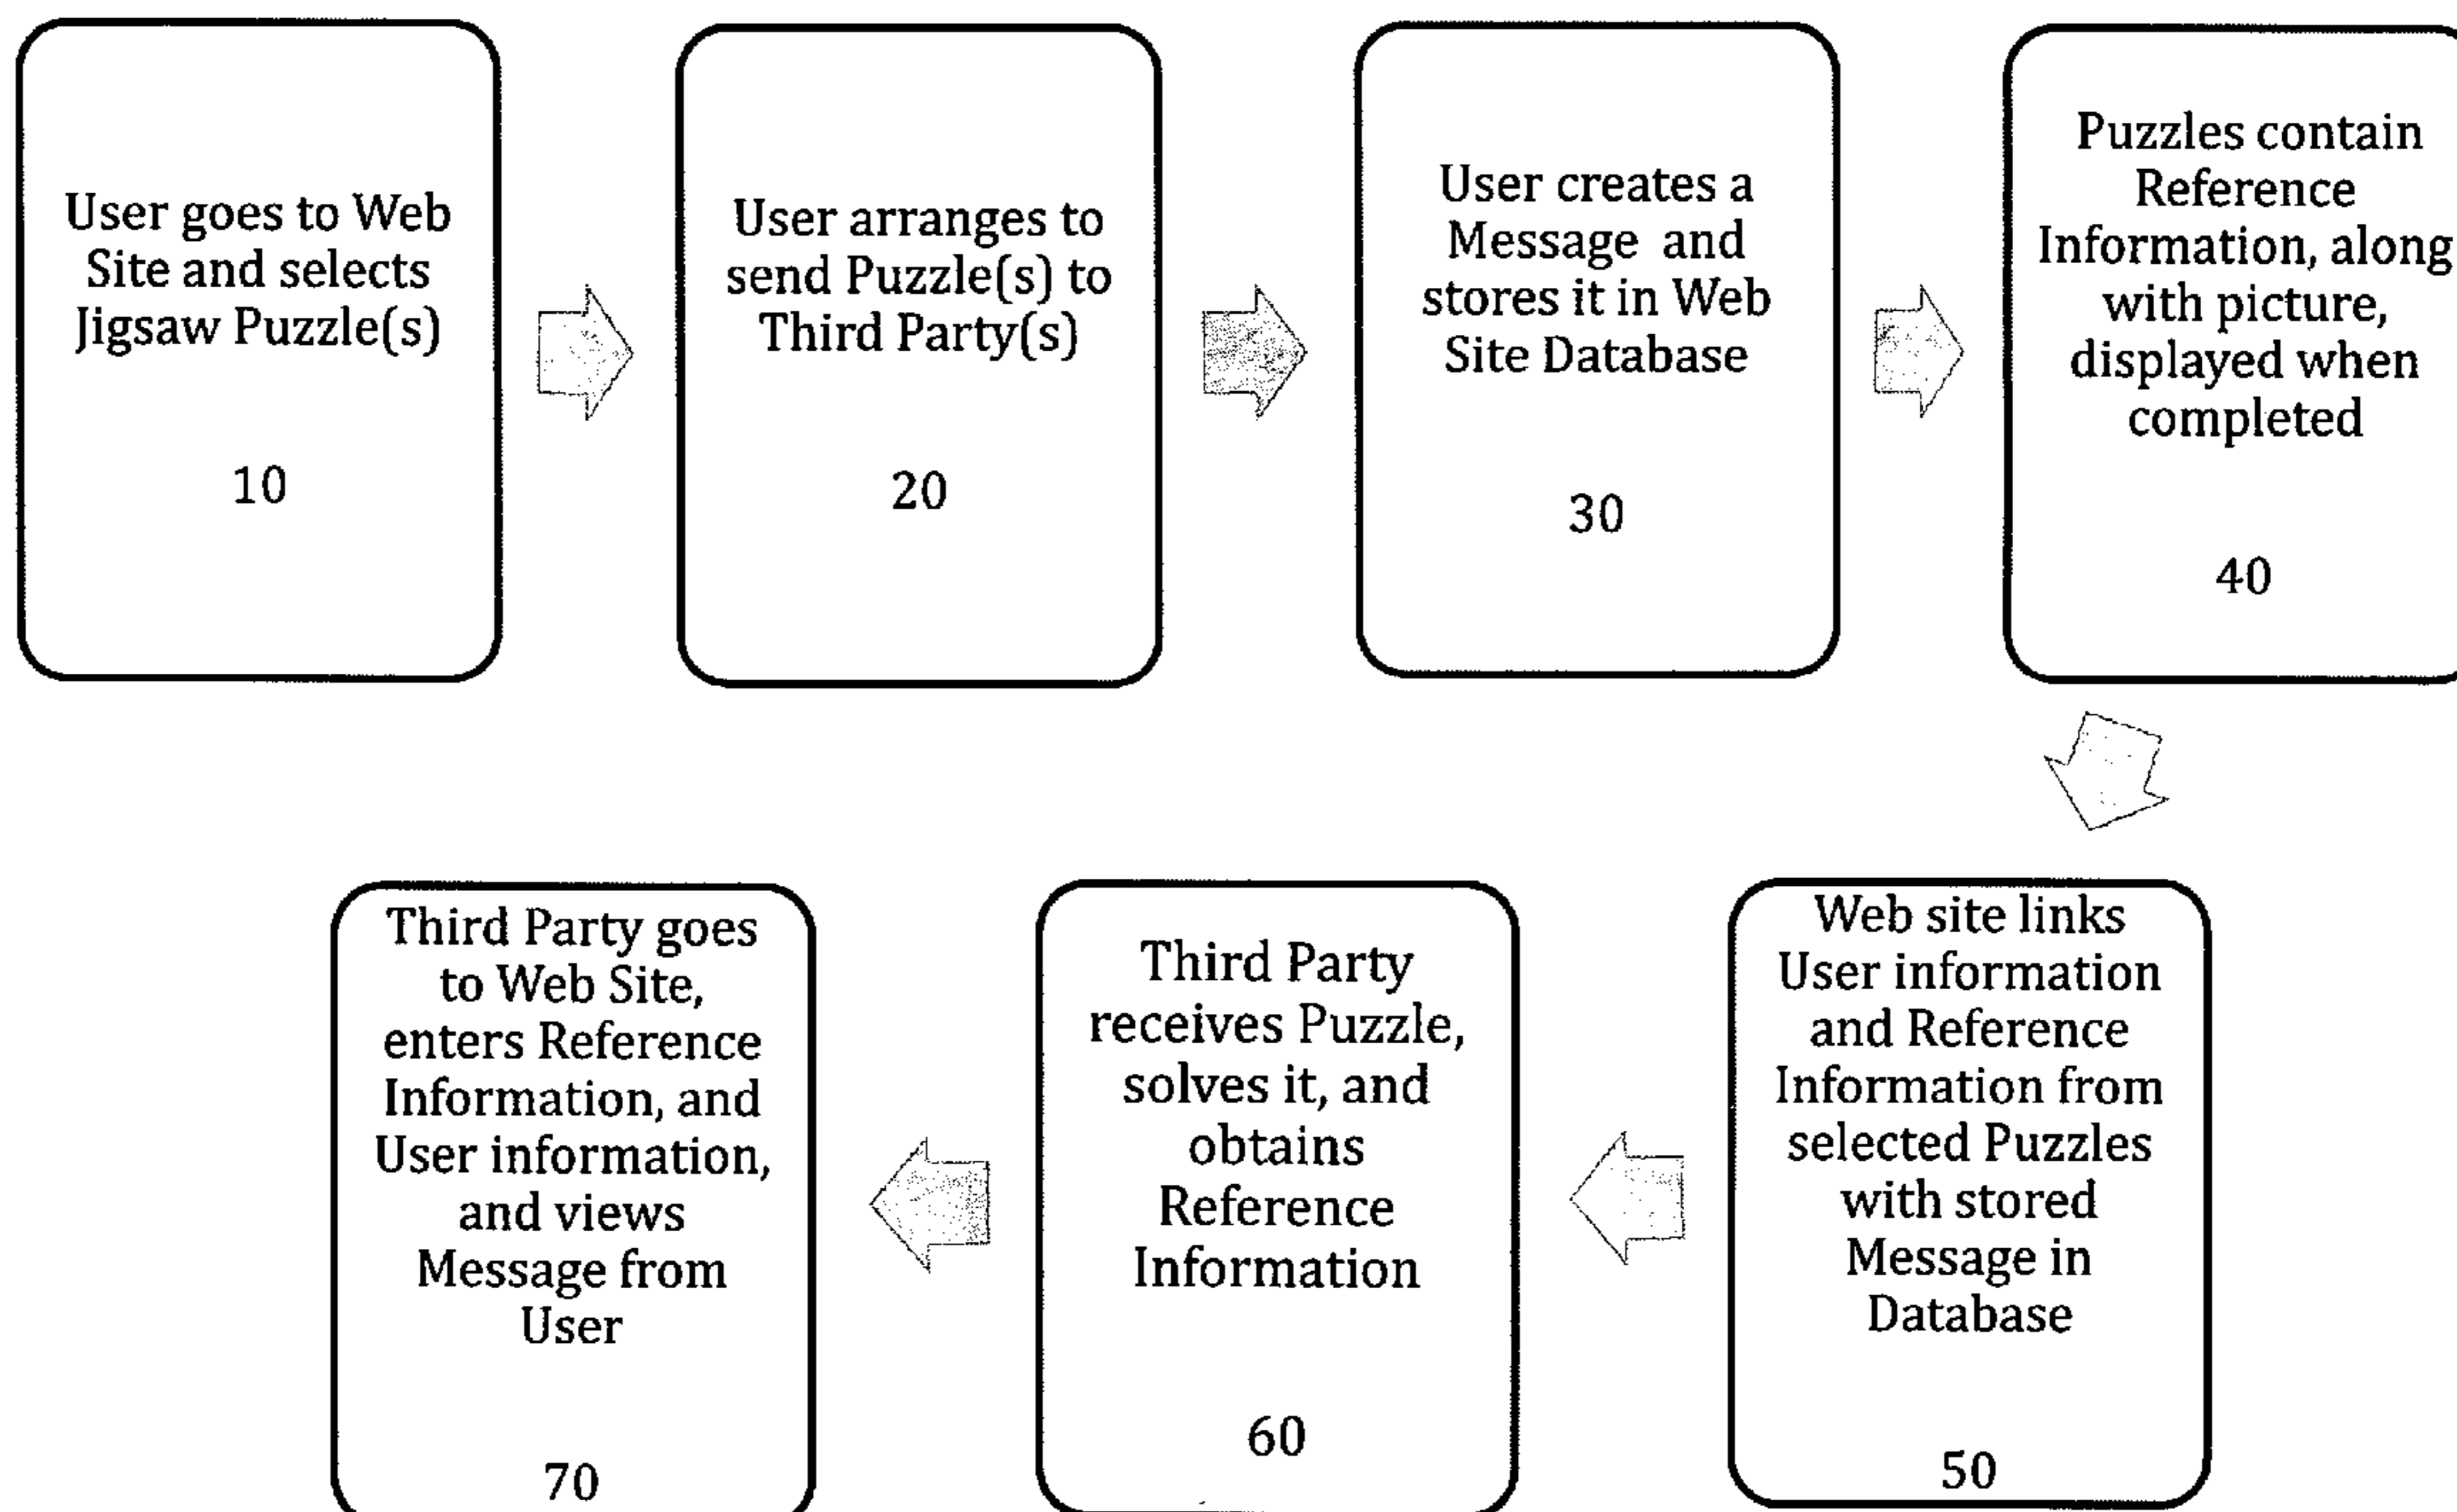 User goes to Web
Site and selects
Jigsaw Puzzle(s)
10
User arranges to
send Puzzle(s) to
Third Party(s)
20
User creates a
Message and
stores it in Web
Site Database
30
Puzzles contain
Reference
Information, along
with picture,
displayed when
completed
40
Web site links
User information
and Reference
Information from
selected Puzzles
with stored
Message in
Database
50
Third Party
receives Puzzle,
solves it, and
obtains
Reference
Information
60
Third Party goes
to Web Site,
enters Reference
Information, and
User information,
and views
Message from
User
70